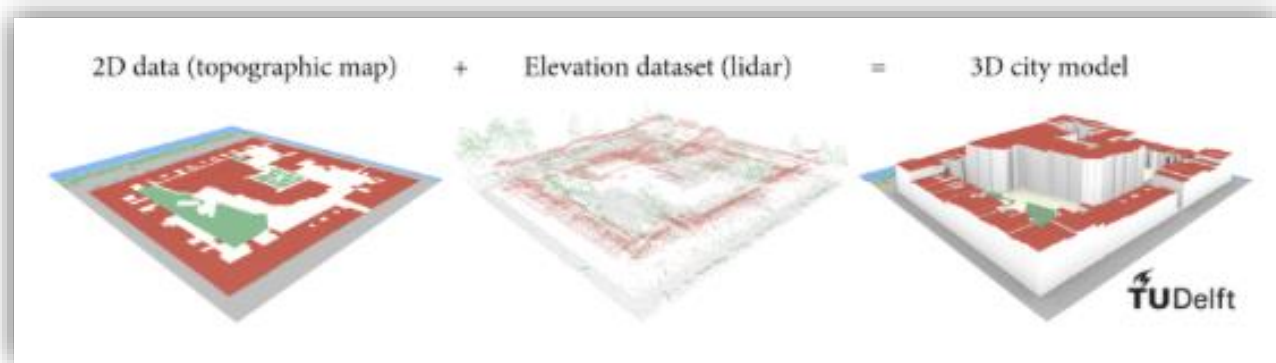 2D data (topographic map) + Elevation dataset (lidar) = 3D city model
TUDelft